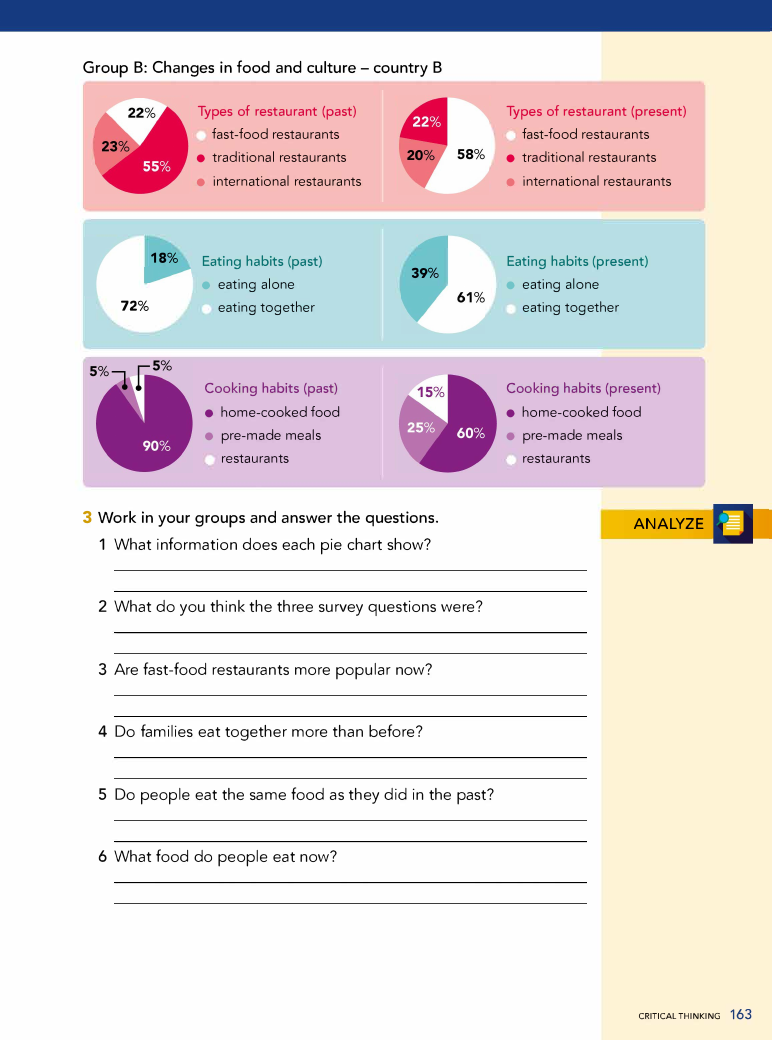 Group B: Changes in food and culture – country B
22%
23%
55%
Types of restaurant (past)
fast-food restaurants
traditional restaurants
international restaurants
22%
20%
58%
Types of restaurant (present)
fast-food restaurants
traditional restaurants
international restaurants
18%
72%
Eating habits (past)
eating alone
eating together
39%
61%
Eating habits (present)
eating alone
eating together
5%
5%
90%
Cooking habits (past)
home-cooked food
pre-made meals
restaurants
15%
25%
60%
Cooking habits (present)
home-cooked food
pre-made meals
restaurants
3 Work in your groups and answer the questions.
ANALYZE
1 What information does each pie chart show?
2 What do you think the three survey questions were?
3 Are fast-food restaurants more popular now?
4 Do families eat together more than before?
5 Do people eat the same food as they did in the past?
6 What food do people eat now?
CRITICAL THINKING 163